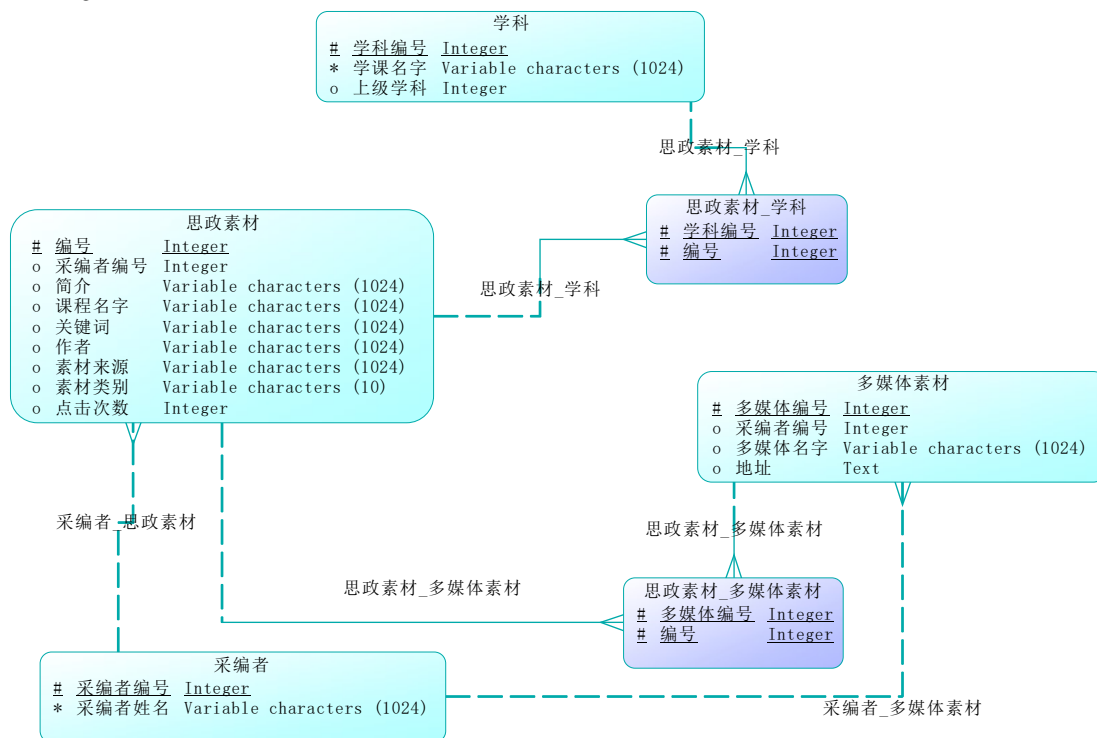 学科
# 学科编号 Integer
* 学课名字 Variable characters (1024)
o 上级学科 Integer
思政素材_学科
思政素材_学科
# 学科编号 Integer
# 编号 Integer
思政素材_学科
思政素材
# 编号 Integer
o 采编者编号 Integer
o 简介 Variable characters (1024)
o 课程名字 Variable characters (1024)
o 关键词 Variable characters (1024)
o 作者 Variable characters (1024)
o 素材来源 Variable characters (1024)
o 素材类别 Variable characters (10)
o 点击次数 Integer
多媒体素材
# 多媒体编号 Integer
o 采编者编号 Integer
o 多媒体名字 Variable characters (1024)
o 地址 Text
采编者_思政素材
思政素材_多媒体素材
思政素材_多媒体素材
思政素材_多媒体素材
# 多媒体编号 Integer
# 编号 Integer
采编者
# 采编者编号 Integer
* 采编者姓名 Variable characters (1024)
采编者_多媒体素材